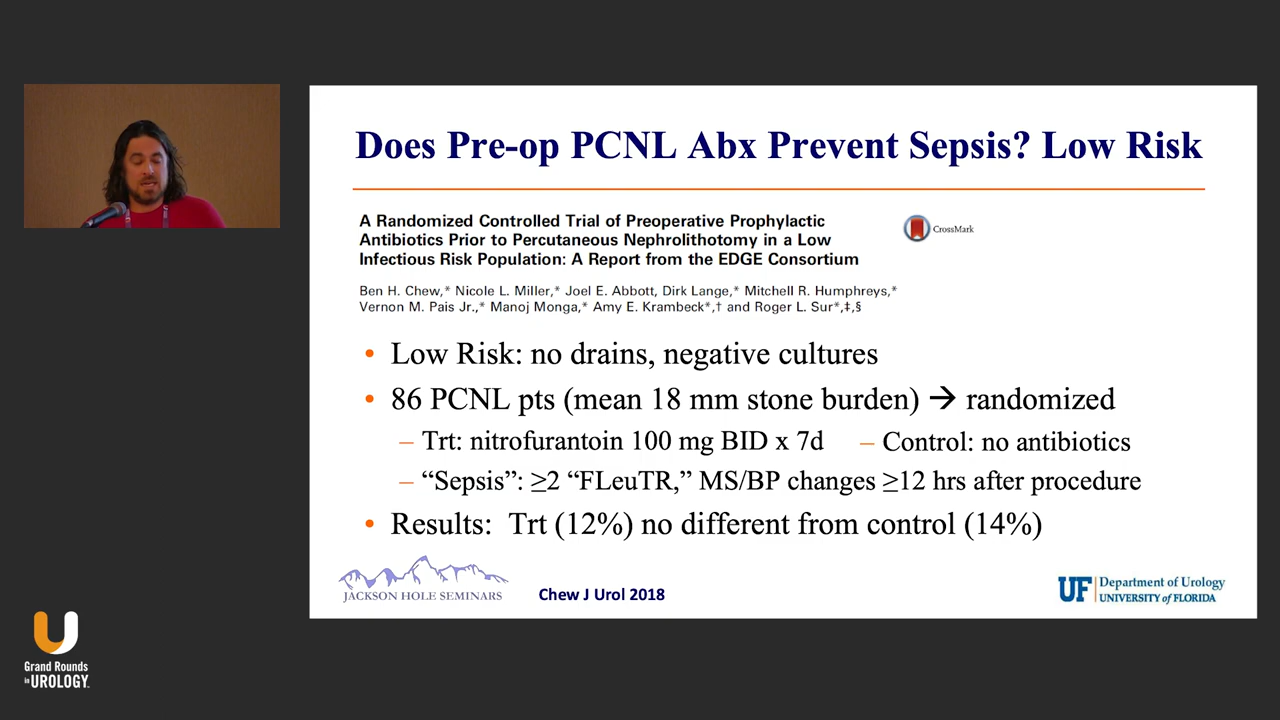 Does Pre-op PCNL Abx Prevent Sepsis? Low Risk
A Randomized Controlled Trial of Preoperative Prophylactic
Antibiotics Prior to Percutaneous Nephrolithotomy in a Low
Infectious Risk Population: A Report from the EDGE Consortium
CrossMark
Ben H. Chew,* Nicole L. Miller,* Joel E. Abbott, Dirk Lange,* Mitchell R. Humphreys,*
Vernon M. Pais Jr.,* Manoj Monga,* Amy E. Krambeck*,† and Roger L. Sur*,‡,§
• Low Risk: no drains, negative cultures
• 86 PCNL pts (mean 18 mm stone burden) → randomized
– Trt: nitrofurantoin 100 mg BID x 7d – Control: no antibiotics
– “Sepsis”: ≥2 “FLeuTR,” MS/BP changes ≥12 hrs after procedure
• Results: Trt (12%) no different from control (14%)
JACKSON HOLE SEMINARS
Chew J Urol 2018
UF Department of Urology
UNIVERSITY of FLORIDA
Grand Rounds
in UROLOGY